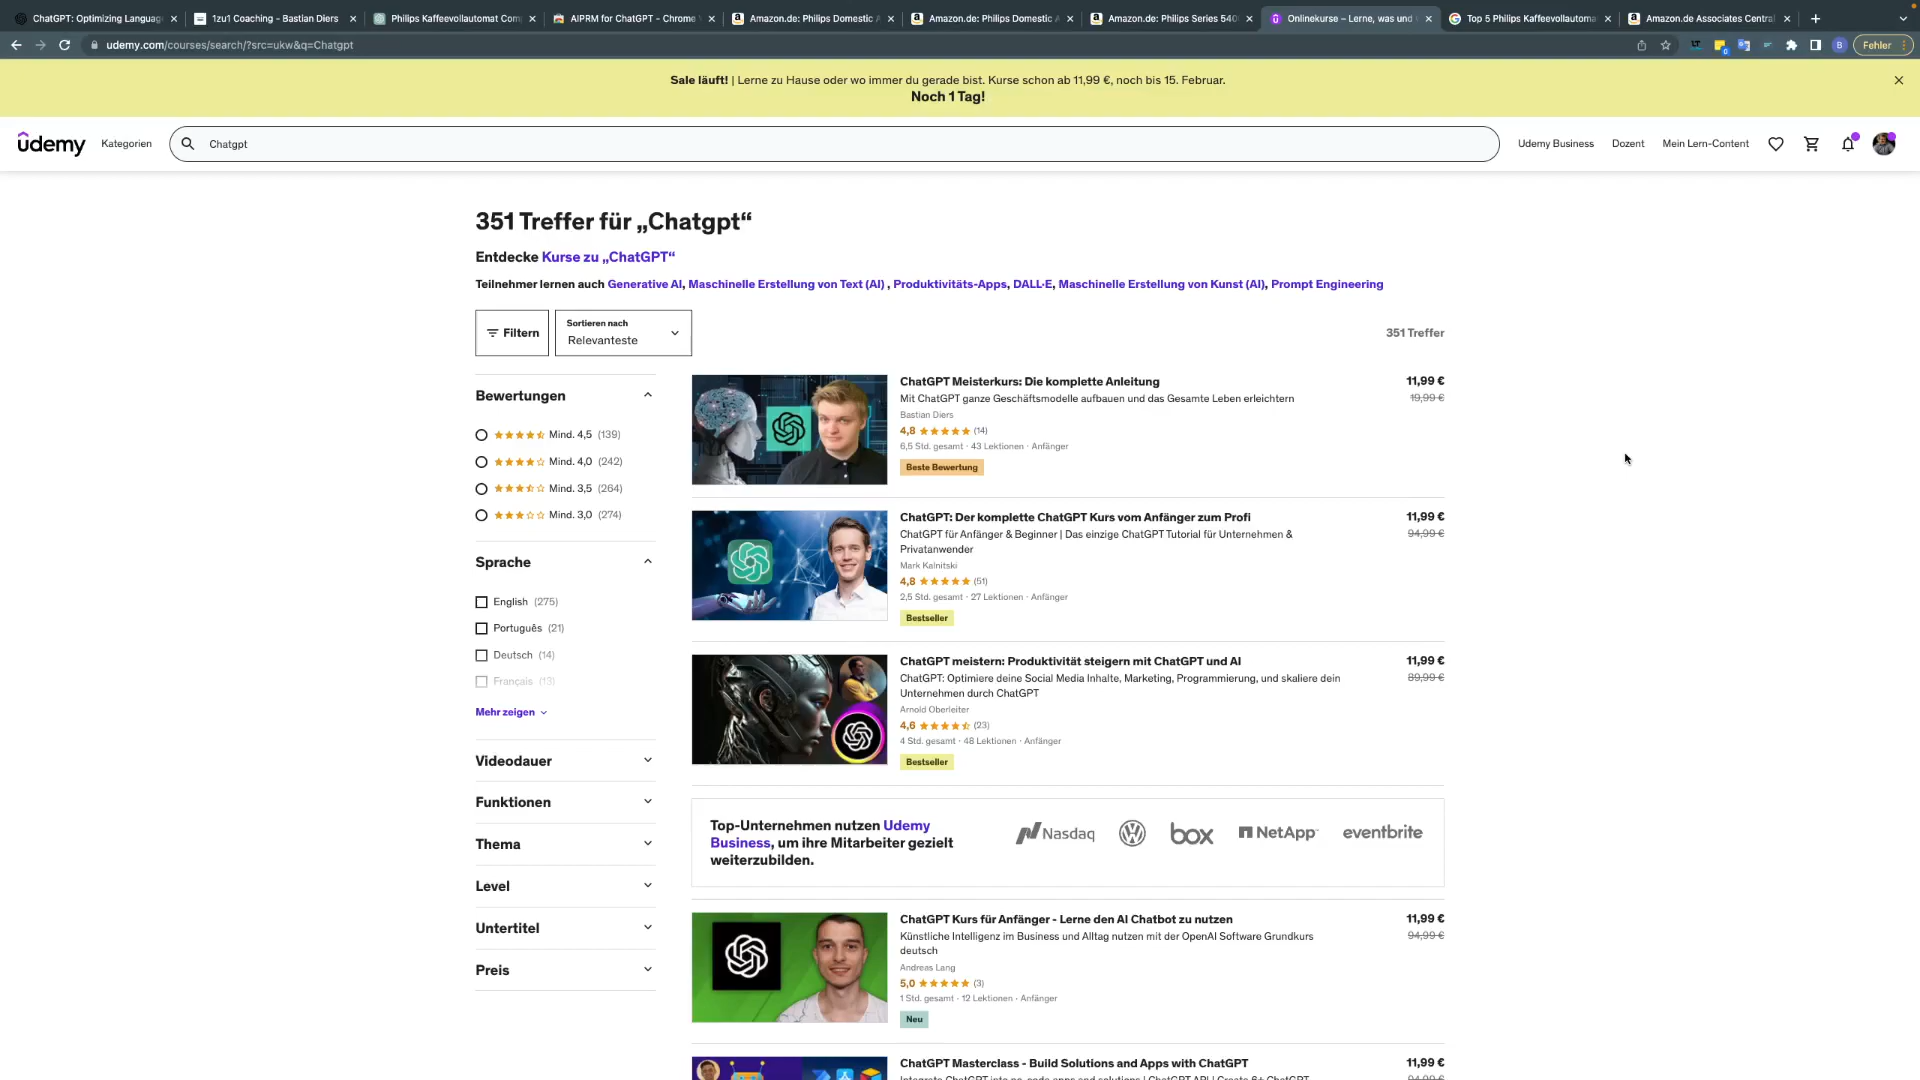 ChatGPT: Optimizing Languag
1zu1 Coaching - Bastian Diers
Philips Kaffeevollautomat Com
AIPRM for ChatGPT - Chrome
Amazon.de: Philips Domestic A
Amazon.de: Philips Domestic A
Amazon.de: Philips Series 540
Onlinekurse – Lerne, was und
Top 5 Philips Kaffeevollautoma
Amazon.de Associates Central
udemy.com/courses/search/?src=ukw&q=Chatgpt
Fehler
Sale läuft! | Lerne zu Hause oder wo immer du gerade bist. Kurse schon ab 11,99 €, noch bis 15. Februar.
Noch 1 Tag!
udemy
Kategorien
Chatgpt
Udemy Business
Dozent
Mein Lern-Content
351 Treffer für „Chatgpt“
Entdecke Kurse zu „ChatGPT“
Teilnehmer lernen auch Generative AI, Maschinelle Erstellung von Text (AI) , Produktivitäts-Apps, DALL·E, Maschinelle Erstellung von Kunst (AI), Prompt Engineering
Filtern
Sortieren nach
Relevanteste
351 Treffer
Bewertungen
Mind. 4,5 (139)
Mind. 4,0 (242)
Mind. 3,5 (264)
Mind. 3,0 (274)
Sprache
English (275)
Português (21)
Deutsch (14)
Français (13)
Mehr zeigen
Videodauer
Funktionen
Thema
Level
Untertitel
Preis
ChatGPT Meisterkurs: Die komplette Anleitung
11,99 €
Mit ChatGPT ganze Geschäftsmodelle aufbauen und das Gesamte Leben erleichtern
19,99 €
Bastian Diers
4,8 (14)
6,5 Std. gesamt · 43 Lektionen · Anfänger
Beste Bewertung
ChatGPT: Der komplette ChatGPT Kurs vom Anfänger zum Profi
11,99 €
ChatGPT für Anfänger & Beginner | Das einzige ChatGPT Tutorial für Unternehmen &
94,99 €
Privatanwender
Mark Kalnitski
4,8 (51)
2,5 Std. gesamt · 27 Lektionen · Anfänger
Bestseller
ChatGPT meistern: Produktivität steigern mit ChatGPT und AI
11,99 €
ChatGPT: Optimiere deine Social Media Inhalte, Marketing, Programmierung, und skaliere dein
89,99 €
Unternehmen durch ChatGPT
Arnold Oberleiter
4,6 (23)
4 Std. gesamt · 48 Lektionen · Anfänger
Bestseller
Top-Unternehmen nutzen Udemy
Business, um ihre Mitarbeiter gezielt
weiterzubilden.
Nasdaq
box
NetApp
eventbrite
ChatGPT Kurs für Anfänger - Lerne den AI Chatbot zu nutzen
11,99 €
Künstliche Intelligenz im Business und Alltag nutzen mit der OpenAI Software Grundkurs
94,99 €
deutsch
Andreas Lang
5,0 (3)
1 Std. gesamt · 12 Lektionen · Anfänger
Neu
ChatGPT Masterclass - Build Solutions and Apps with ChatGPT
11,99 €
Integrate ChatGPT into no-code apps and solutions | ChatGPT API | Create 6+ ChatGPT
94,99 €